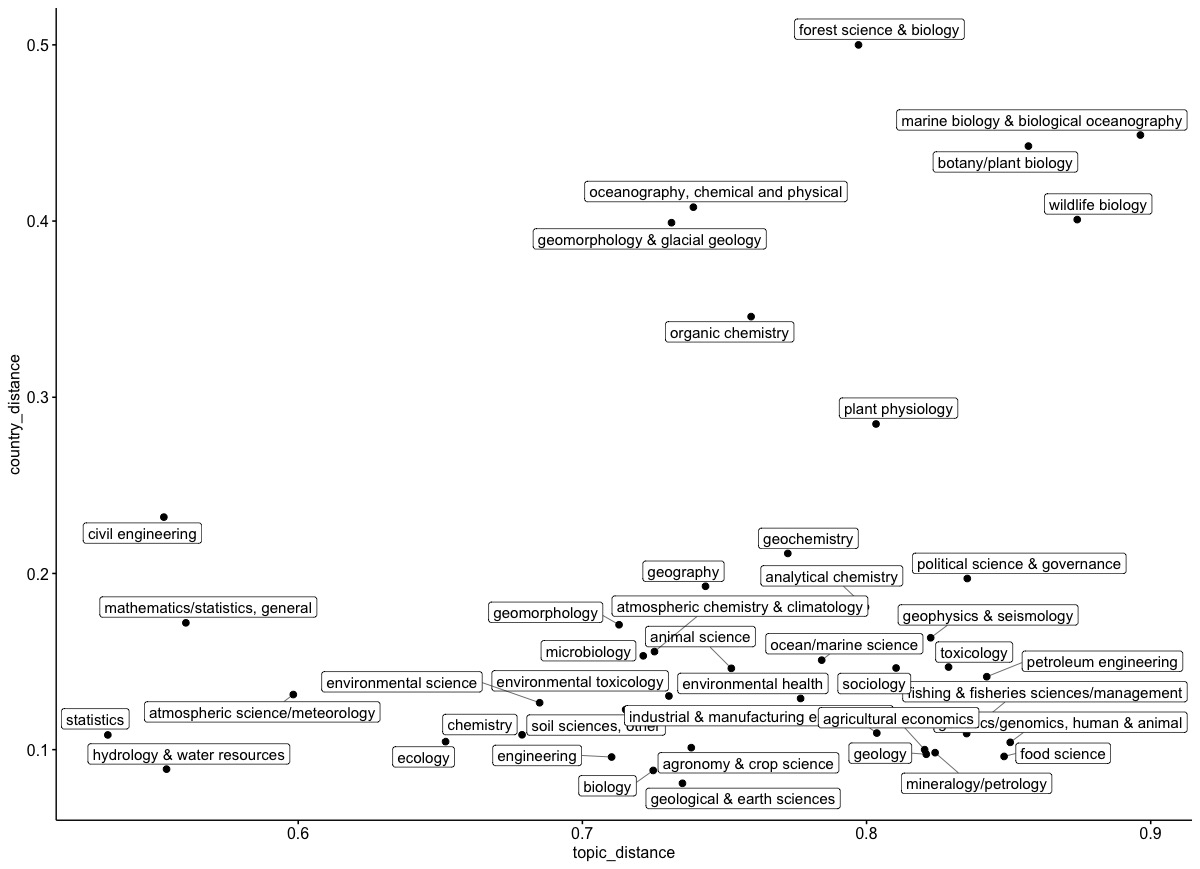 forest science & biology
0.5
marine biology & biological oceanography
botany/plant biology
oceanography, chemical and physical
wildlife biology
0.4
geomorphology & glacial geology
organic chemistry
0.3
plant physiology
country_distance
civil engineering
geochemistry
political science & governance
0.2
geography
analytical chemistry
mathematics/statistics, general
geomorphology
atmospheric chemistry & climatology
geophysics & seismology
animal science
microbiology
ocean/marine science
toxicology
petroleum engineering
environmental science
environmental toxicology
environmental health
sociology
fishing & fisheries sciences/management
atmospheric science/meteorology
statistics
chemistry
soil sciences, other
industrial & manufacturing
agricultural economics
cs/genomics, human & animal
0.1
hydrology & water resources
ecology
engineering
agronomy & crop science
geology
food science
biology
geological & earth sciences
mineralogy/petrology
0.6
0.7
0.8
0.9
topic_distance